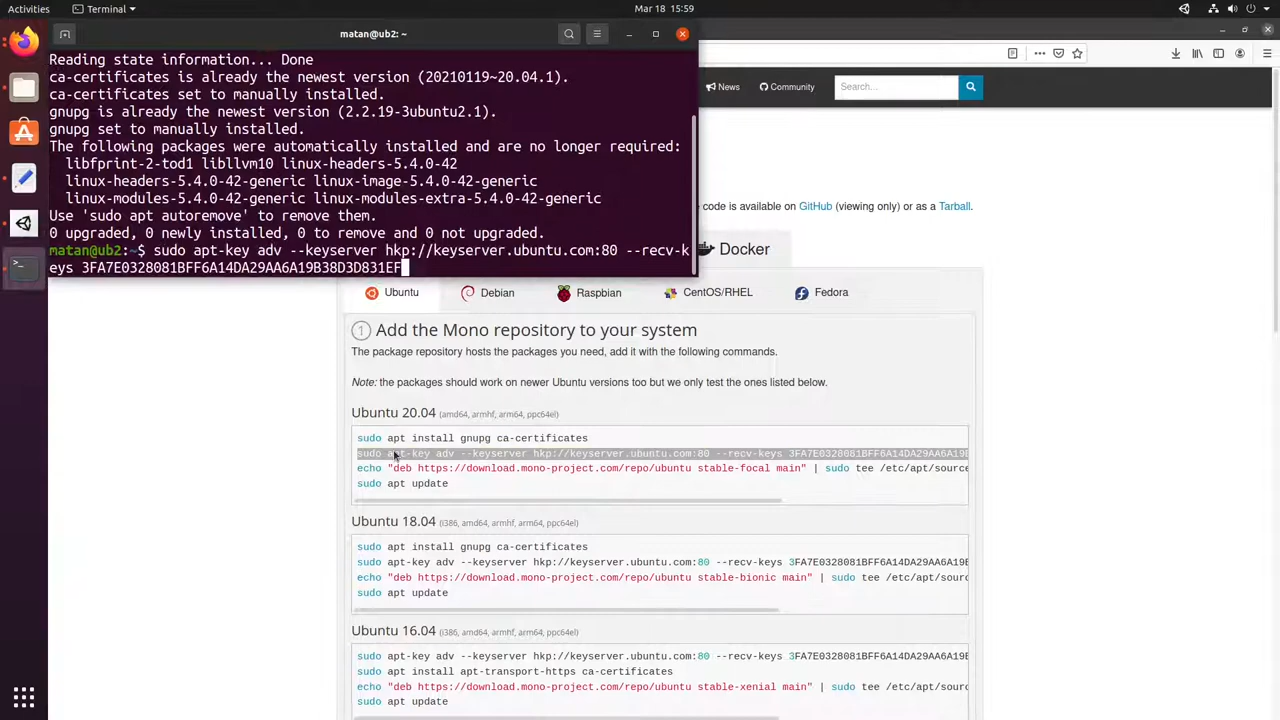 Activities
Terminal
Mar 18 15:59
matan@ub2: ~
Reading state information... Done
ca-certificates is already the newest version (20210119~20.04.1).
ca-certificates set to manually installed.
gnupg is already the newest version (2.2.19-3ubuntu2.1).
gnupg set to manually installed.
The following packages were automatically installed and are no longer required:
libfprint-2-tod1 libllvm10 linux-headers-5.4.0-42
linux-headers-5.4.0-42-generic linux-image-5.4.0-42-generic
linux-modules-5.4.0-42-generic linux-modules-extra-5.4.0-42-generic
Use 'sudo apt autoremove' to remove them.
0 upgraded, 0 newly installed, 0 to remove and 0 not upgraded.
matan@ub2:~$ sudo apt-key adv --keyserver hkp://keyserver.ubuntu.com:80 --recv-k
eys 3FA7E0328081BFF6A14DA29AA6A19B38D3D831EF
News
Community
Search...
code is available on GitHub (viewing only) or as a Tarball.
Docker
Ubuntu
Debian
Raspbian
CentOS/RHEL
Fedora
1 Add the Mono repository to your system
The package repository hosts the packages you need, add it with the following commands.
Note: the packages should work on newer Ubuntu versions too but we only test the ones listed below.
Ubuntu 20.04 (amd64, armhf, arm64, ppc64el)
sudo apt install gnupg ca-certificates
sudo apt-key adv --keyserver hkp://keyserver.ubuntu.com:80 --recv-keys 3FA7E0328081BFF6A14DA29AA6A19
echo "deb https://download.mono-project.com/repo/ubuntu stable-focal main" | sudo tee /etc/apt/source
sudo apt update
Ubuntu 18.04 (i386, amd64, armhf, arm64, ppc64el)
sudo apt install gnupg ca-certificates
sudo apt-key adv --keyserver hkp://keyserver.ubuntu.com:80 --recv-keys 3FA7E0328081BFF6A14DA29AA6A19B
echo "deb https://download.mono-project.com/repo/ubuntu stable-bionic main" | sudo tee /etc/apt/sourc
sudo apt update
Ubuntu 16.04 (i386, amd64, armhf, arm64, ppc64el)
sudo apt-key adv --keyserver hkp://keyserver.ubuntu.com:80 --recv-keys 3FA7E0328081BFF6A14DA29AA6A19B
sudo apt install apt-transport-https ca-certificates
echo "deb https://download.mono-project.com/repo/ubuntu stable-xenial main" | sudo tee /etc/apt/sourc
sudo apt update